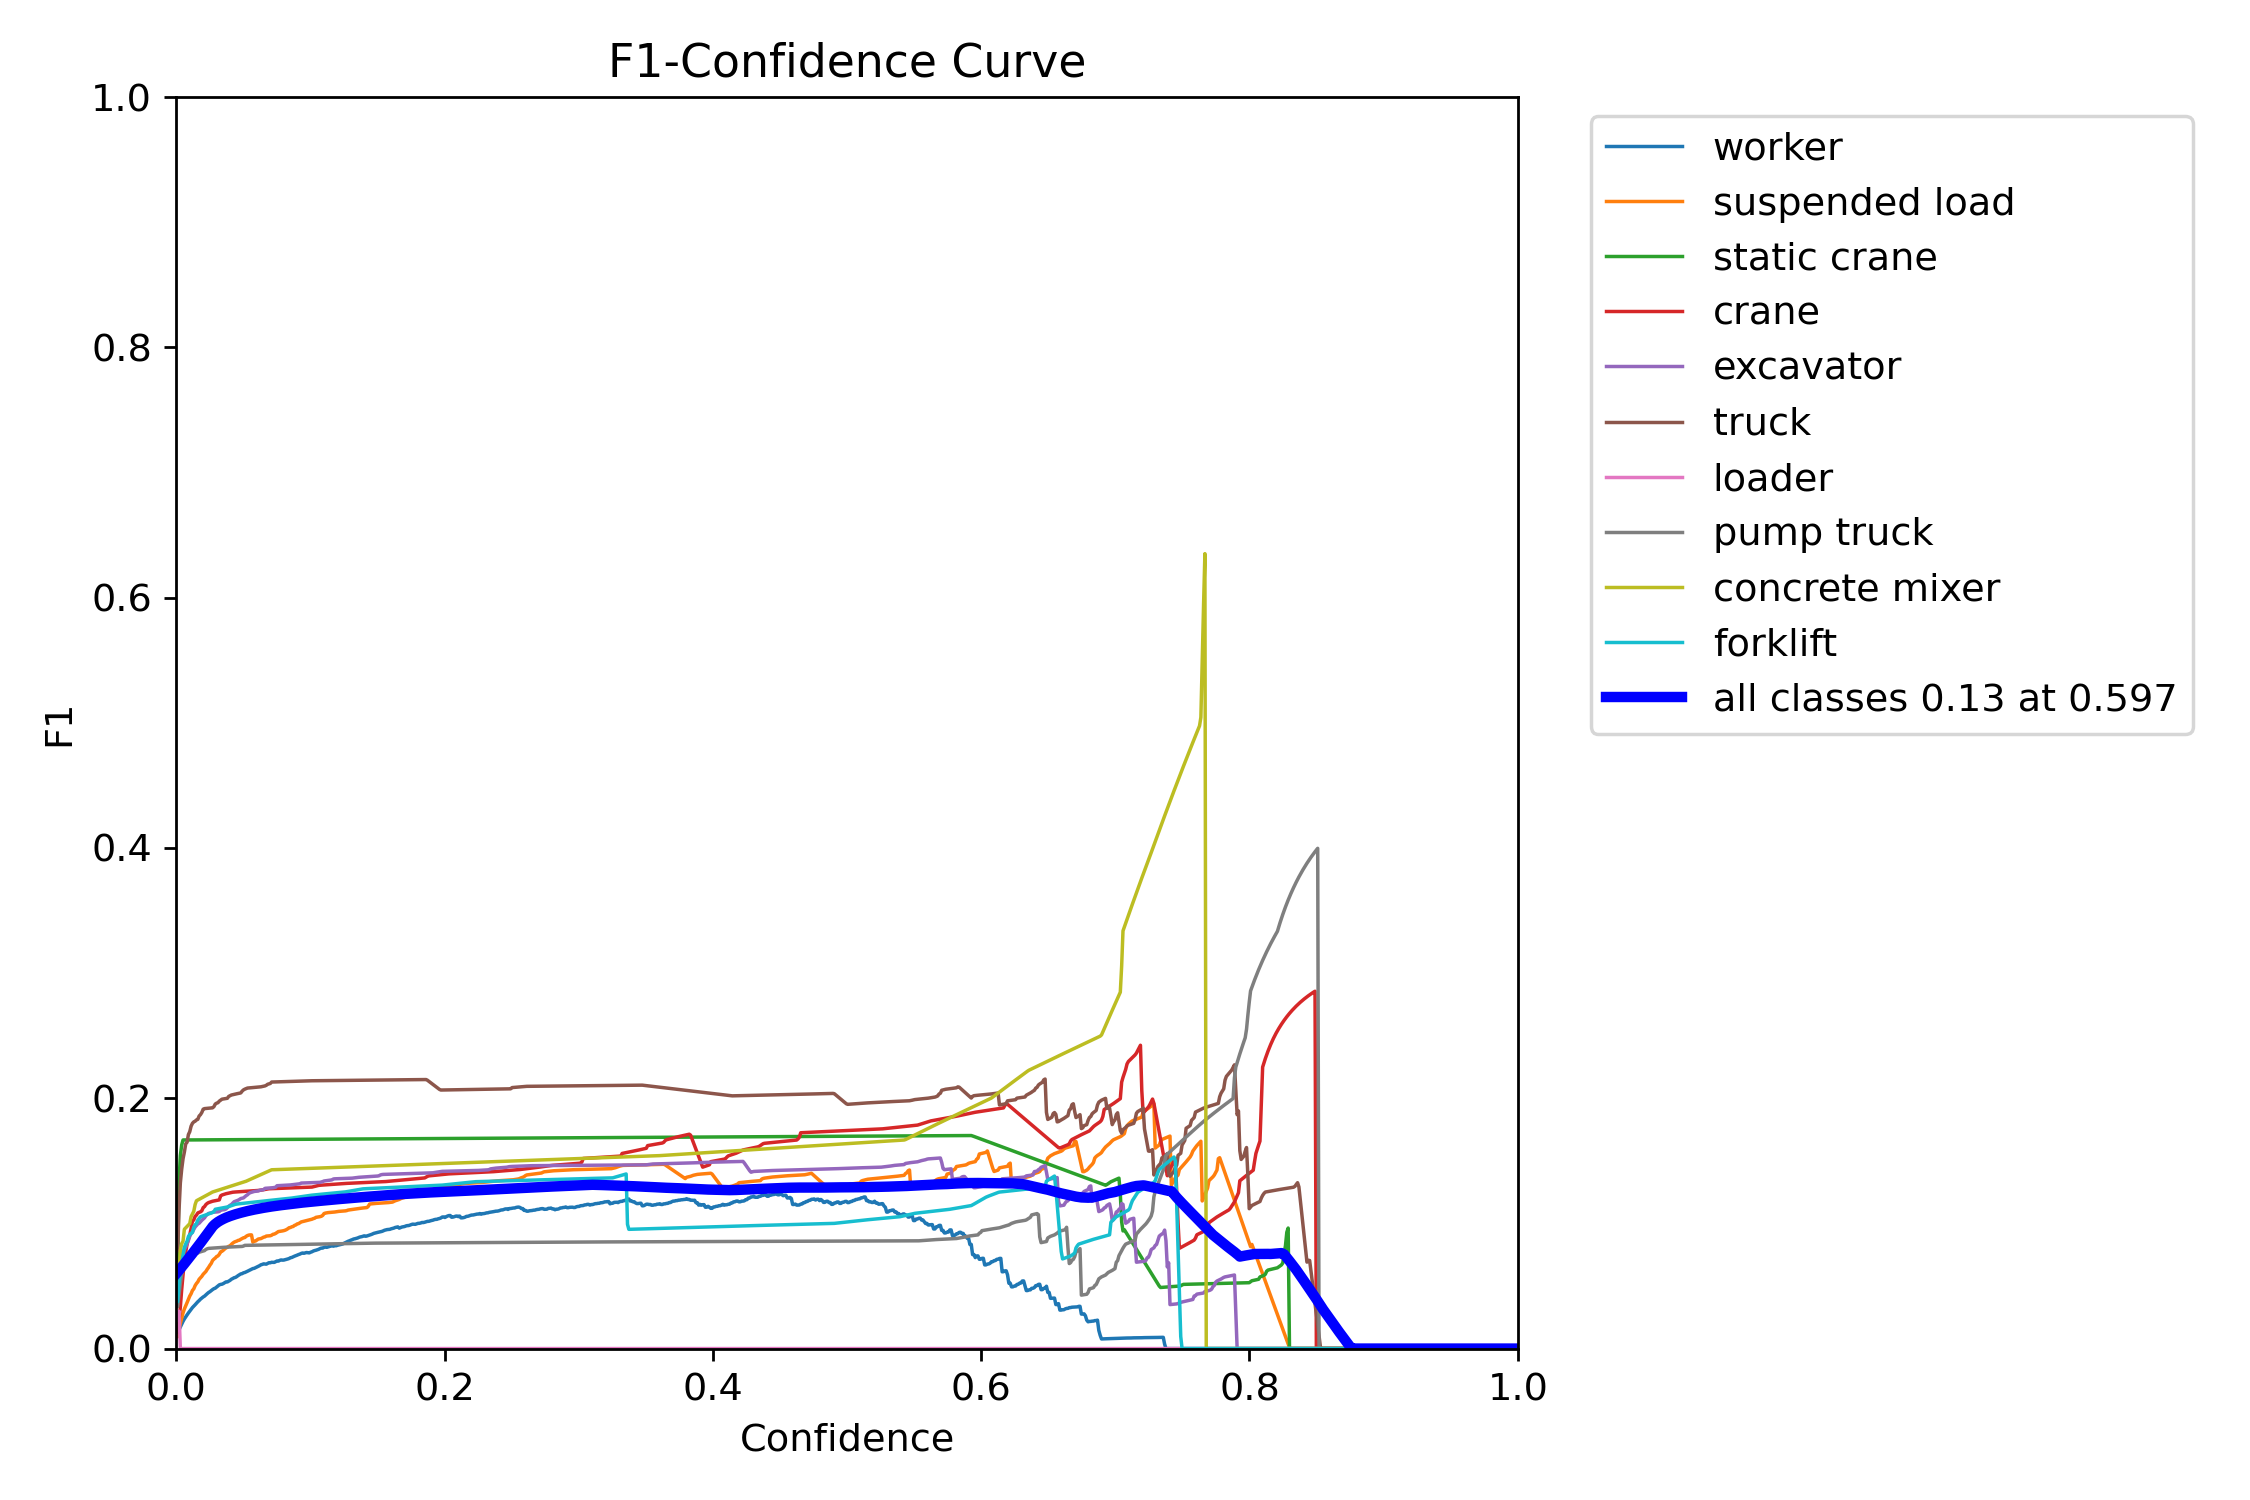 F1-Confidence Curve
1.0
0.8
0.6
0.4
0.2
0.0
F1
0.0 0.2 0.4 0.6 0.8 1.0
Confidence
worker
suspended load
static crane
crane
excavator
truck
loader
pump truck
concrete mixer
forklift
all classes 0.13 at 0.597